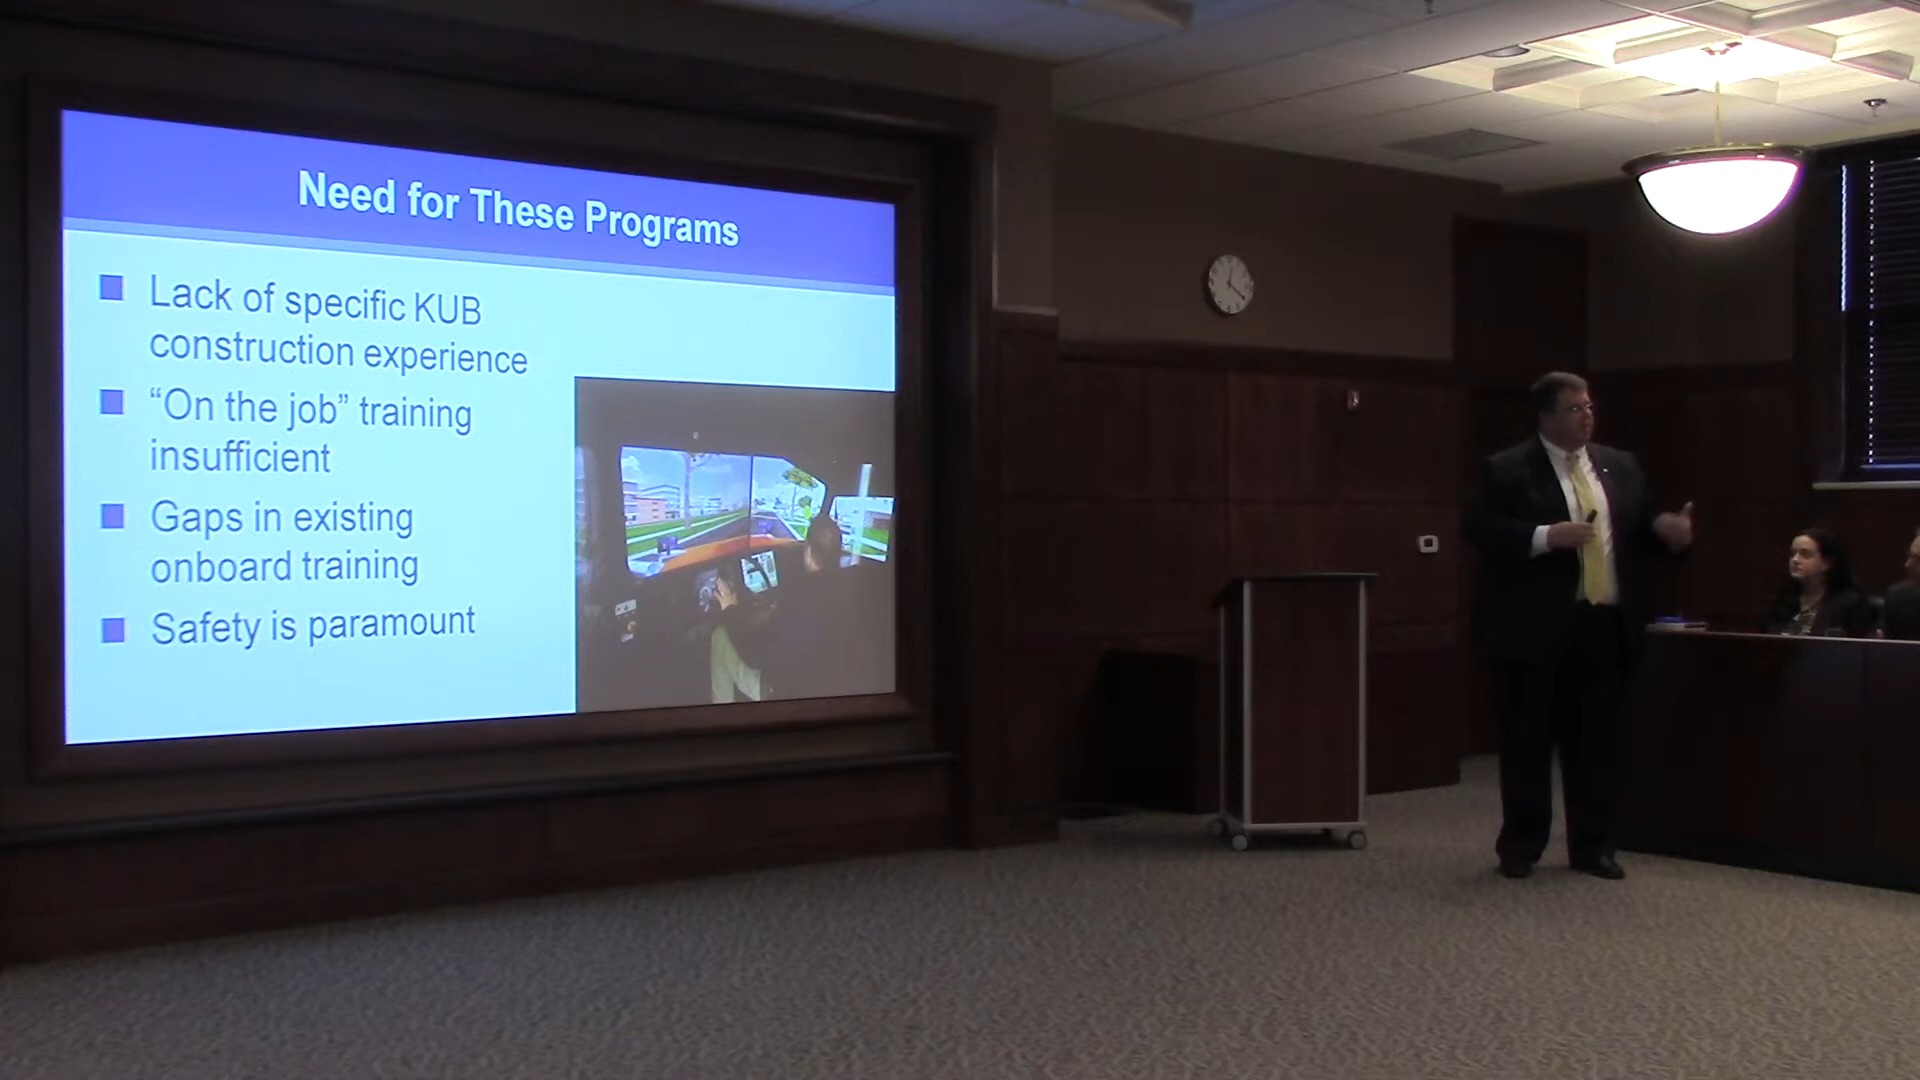 Need for These Programs
Lack of specific KUB
construction experience
“On the job” training
insufficient
Gaps in existing
onboard training
Safety is paramount